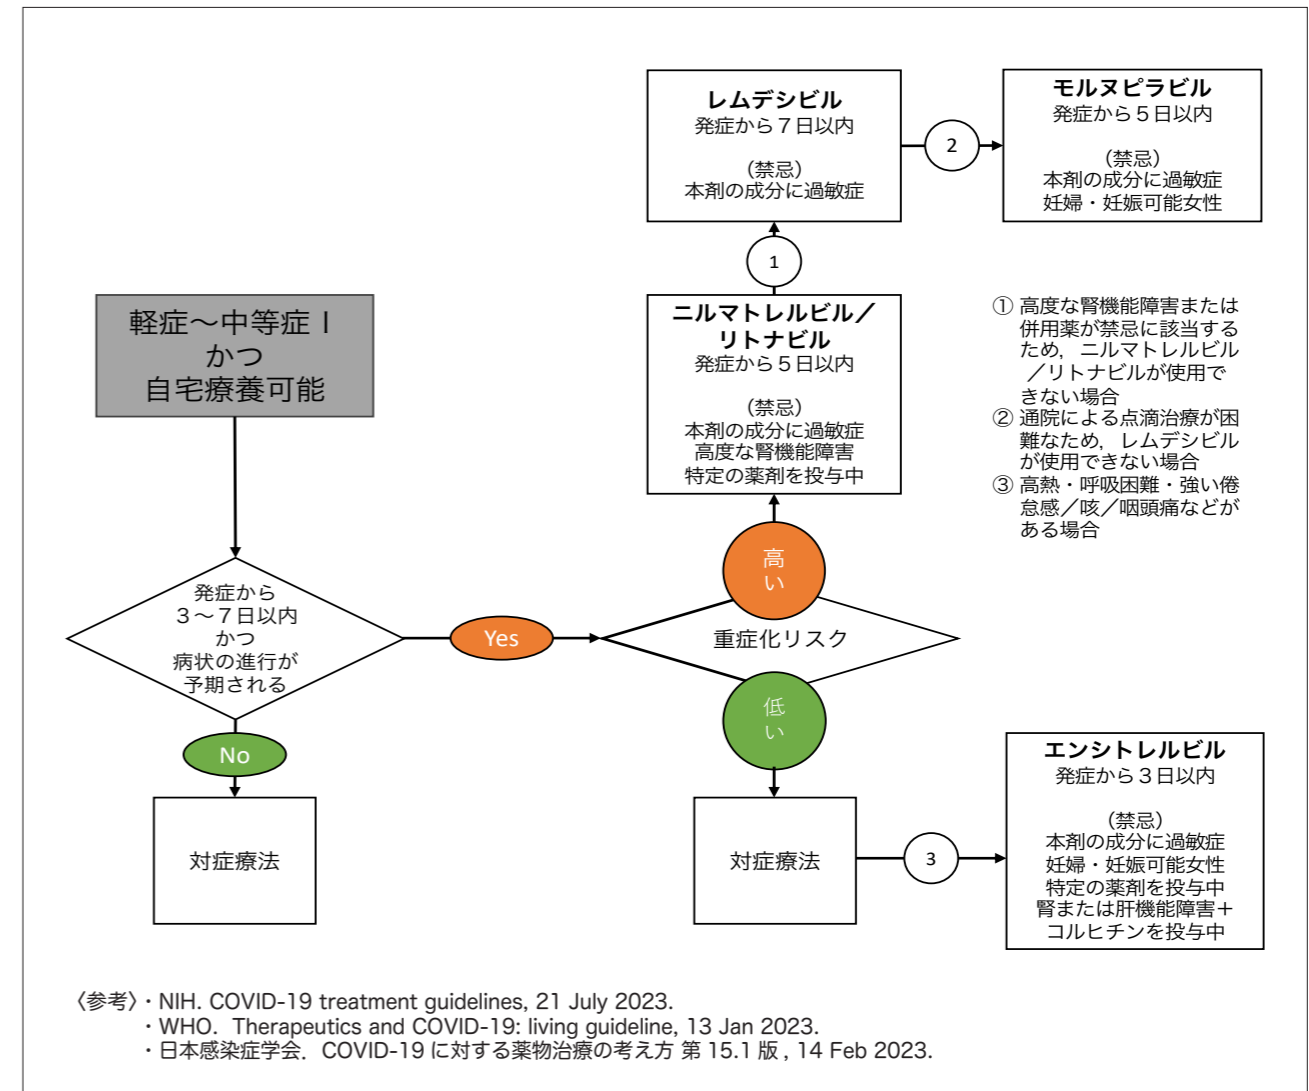 レムデシビル
発症から７日以内
（禁忌）
本剤の成分に過敏症
2
モルヌピラビル
発症から５日以内
（禁忌）
本剤の成分に過敏症
妊婦・妊娠可能女性
1
軽症～中等症Ⅰ
かつ
自宅療養可能
ニルマトレルビル／
リトナビル
発症から５日以内
（禁忌）
本剤の成分に過敏症
高度な腎機能障害
特定の薬剤を投与中
① 高度な腎機能障害または
併用薬が禁忌に該当する
ため，ニルマトレルビル
／リトナビルが使用で
きない場合
② 通院による点滴治療が困
難なため，レムデシビル
が使用できない場合
③ 高熱・呼吸困難・強い倦
怠感／咳／咽頭痛などが
ある場合
発症から
３～７日以内
かつ
病状の進行が
予期される
Yes
高
い
重症化リスク
低
い
No
対症療法
対症療法
3
エンシトレルビル
発症から３日以内
（禁忌）
本剤の成分に過敏症
妊婦・妊娠可能女性
特定の薬剤を投与中
腎または肝機能障害＋
コルヒチンを投与中
〈参考〉・NIH. COVID-19 treatment guidelines, 21 July 2023.
・WHO. Therapeutics and COVID-19: living guideline, 13 Jan 2023.
・日本感染症学会．COVID-19 に対する薬物治療の考え方 第 15.1 版 , 14 Feb 2023.